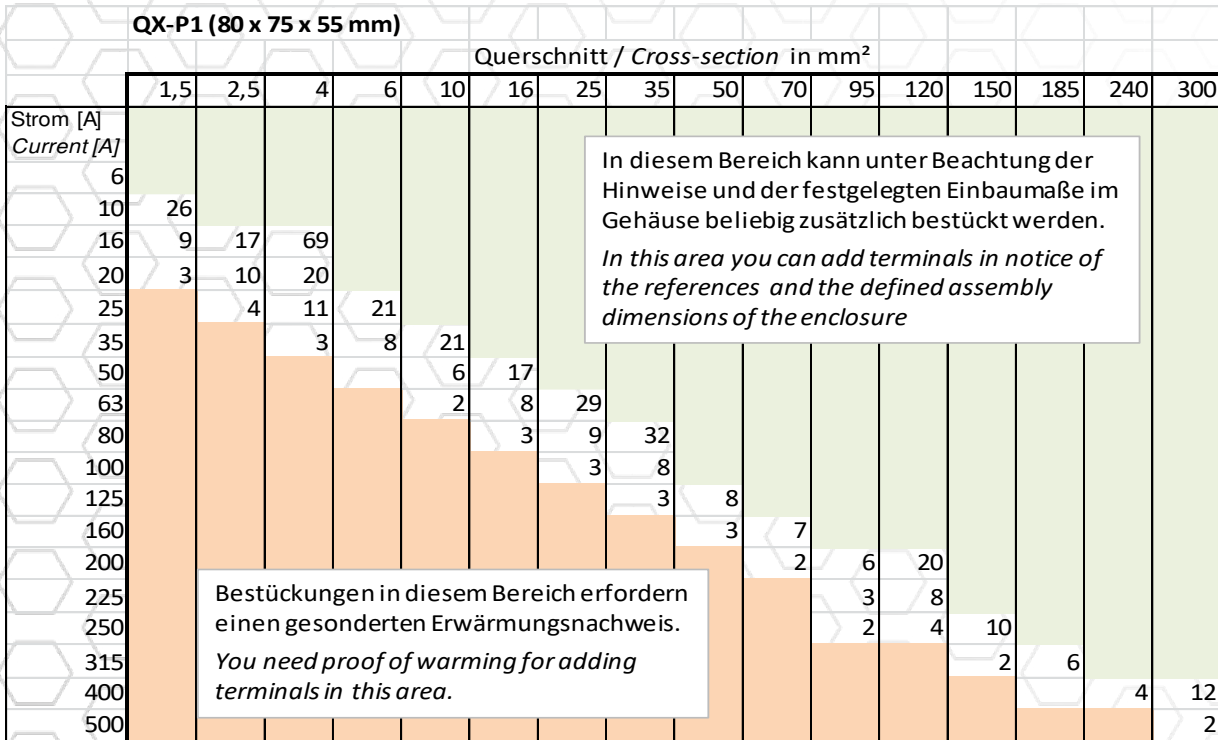 QX-P1 (80 x 75 x 55 mm)
Querschnitt / Cross-section in mm²
1,5 2,5 4 6 10 16 25 35 50 70 95 120 150 185 240 300
Strom [A]
Current [A]
6
10 26
16 9 17 69
20 3 10 20
25 4 11 21
35 3 8 21
50 6 17
63 2 8 29
80 3 9 32
100 3 8
125 3 8
160 3 7
200 2 6 20
225 3 8
250 2 4 10
315 2 6
400 4 12
500 2
In diesem Bereich kann unter Beachtung der
Hinweise und der festgelegten Einbaumaße im
Gehäuse beliebig zusätzlich bestückt werden.
In this area you can add terminals in notice of
the references and the defined assembly
dimensions of the enclosure
Bestückungen in diesem Bereich erfordern
einen gesonderten Erwärmungsnachweis.
You need proof of warming for adding
terminals in this area.